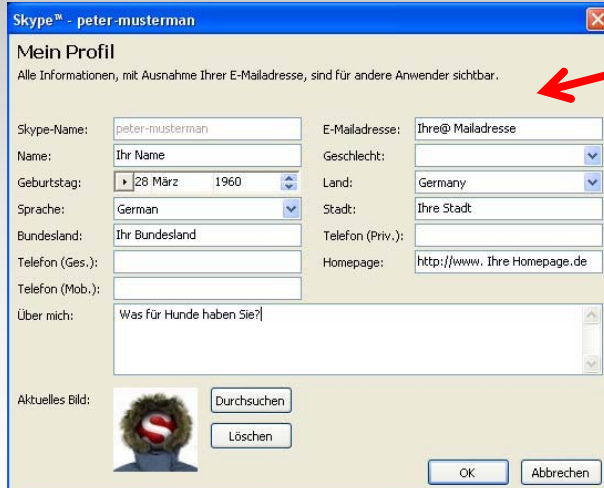 Skype™ - peter-musterman
Mein Profil
Alle Informationen, mit Ausnahme Ihrer E-Mailadresse, sind für andere Anwender sichtbar.
Skype-Name: peter-musterman E-Mailadresse: Ihre@ Mailadresse
Name: Ihr Name Geschlecht:
Geburtstag: 28 März 1960 Land: Germany
Sprache: German Stadt: Ihre Stadt
Bundesland: Ihr Bundesland Telefon (Priv.):
Telefon (Ges.): Homepage: http://www. Ihre Homepage.de
Telefon (Mob.):
Über mich: Was für Hunde haben Sie?
Aktuelles Bild: Durchsuchen
Löschen
OK Abbrechen